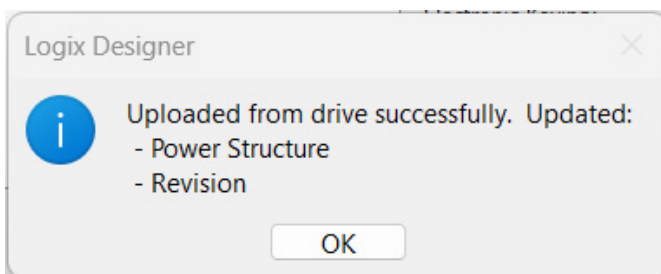 Logix Designer
Uploaded from drive successfully.  Updated:
- Power Structure
- Revision
OK